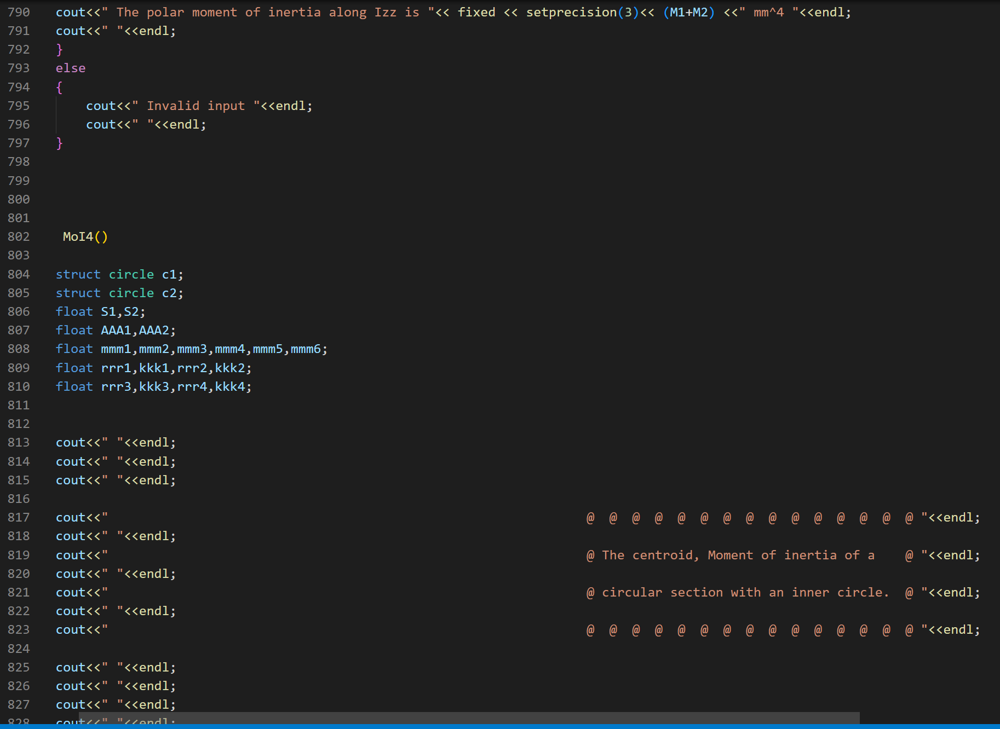 790 cout<<" The polar moment of inertia along Izz is "<< fixed << setprecision(3)<< (M1+M2) <<" mm^4 "<<endl;
791 cout<<" "<<endl;
792 }
793 else
794 {
795     cout<<" Invalid input "<<endl;
796     cout<<" "<<endl;
797 }
798
799
800
801
802  MoI4()
803
804 struct circle c1;
805 struct circle c2;
806 float S1,S2;
807 float AAA1,AAA2;
808 float mmm1,mmm2,mmm3,mmm4,mmm5,mmm6;
809 float rrr1,kkk1,rrr2,kkk2;
810 float rrr3,kkk3,rrr4,kkk4;
811
812
813 cout<<" "<<endl;
814 cout<<" "<<endl;
815 cout<<" "<<endl;
816
817 cout<<"                                                               @  @  @  @  @  @  @  @  @  @  @  @  @  @  @ "<<endl;
818 cout<<" "<<endl;
819 cout<<"                                                               @ The centroid, Moment of inertia of a    @ "<<endl;
820 cout<<" "<<endl;
821 cout<<"                                                               @ circular section with an inner circle.  @ "<<endl;
822 cout<<" "<<endl;
823 cout<<"                                                               @  @  @  @  @  @  @  @  @  @  @  @  @  @  @ "<<endl;
824
825 cout<<" "<<endl;
826 cout<<" "<<endl;
827 cout<<" "<<endl;
828 cout<<" "<<endl;